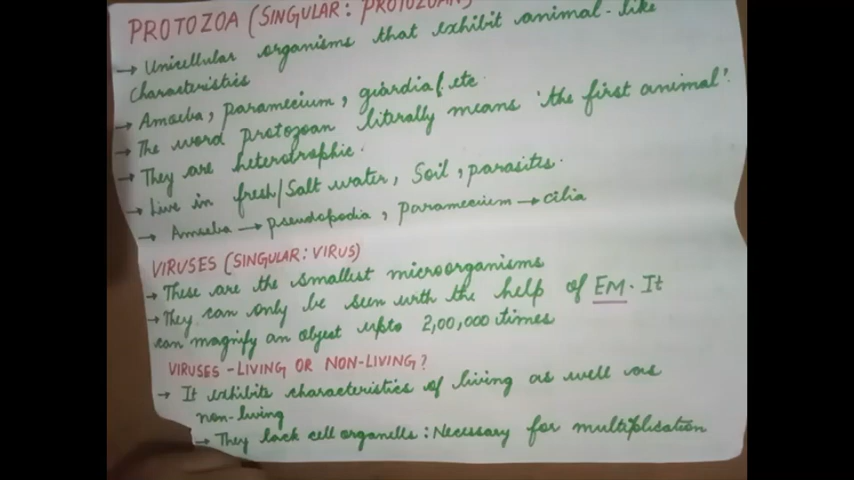 PROTOZOA (SINGULAR: PROTOZOAN)
→ Unicellular organisms that exhibit animal-like
characteristics
→ Amoeba, paramecium, giardia(. etc
→ The word protozoan literally means 'the first animal'.
→ They are heterotrophic.
→ Live in fresh/Salt water, Soil, parasites.
→ Amoeba → pseudopodia, paramecium → cilia
VIRUSES (SINGULAR: VIRUS)
→ These are the smallest microorganisms
→ They can only be seen with the help of EM. It
can magnify an object upto 2,00,000 times
VIRUSES - LIVING OR NON-LIVING?
→ It exhibits characteristics of living as well as
non-living
→ They lack cell organells: Necessary for multiplication